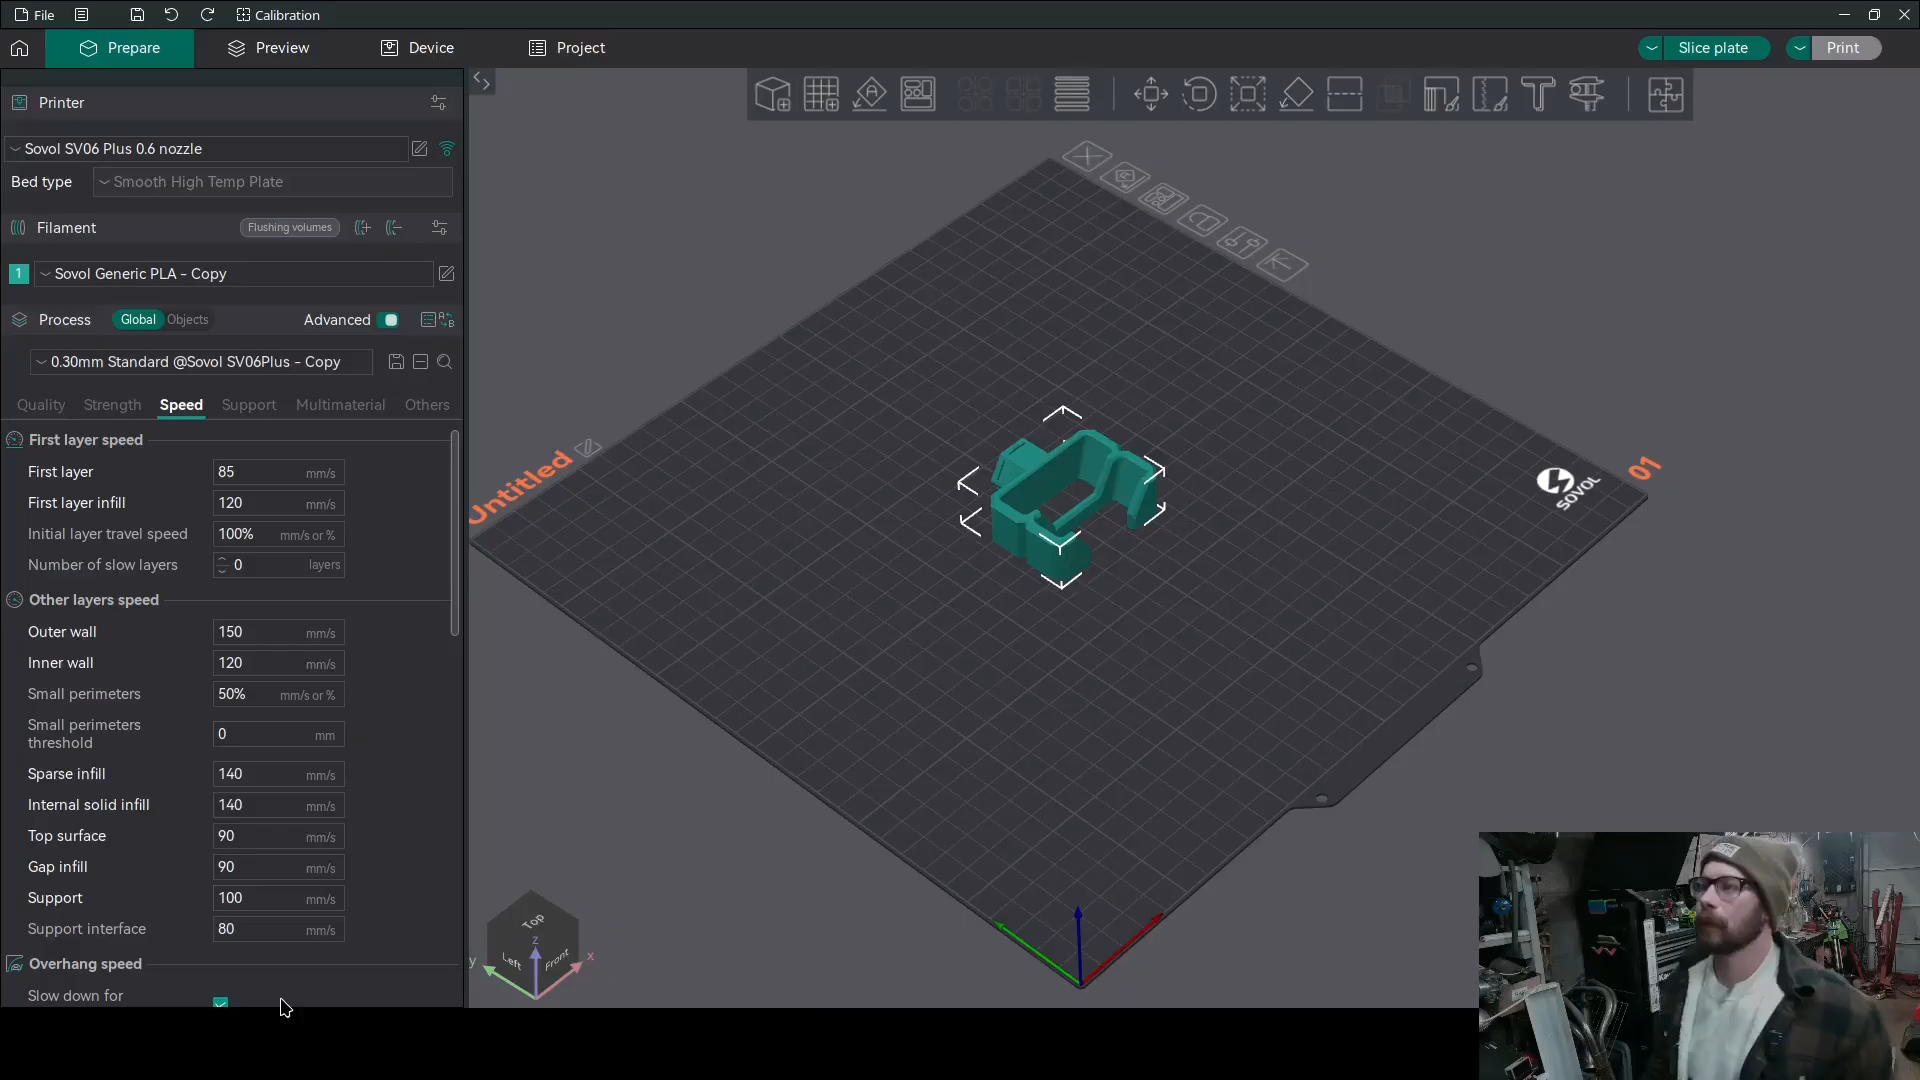 File
Calibration
Prepare
Preview
Device
Project
Slice plate
Print
Printer
Sovol SV06 Plus 0.6 nozzle
Bed type
Smooth High Temp Plate
Filament
Flushing volumes
1
Sovol Generic PLA - Copy
Process
Global
Objects
Advanced
0.30mm Standard @Sovol SV06Plus - Copy
Quality
Strength
Speed
Support
Multimaterial
Others
First layer speed
First layer 85 mm/s
First layer infill 120 mm/s
Initial layer travel speed 100% mm/s or %
Number of slow layers 0 layers
Other layers speed
Outer wall 150 mm/s
Inner wall 120 mm/s
Small perimeters 50% mm/s or %
Small perimeters
threshold 0 mm
Sparse infill 140 mm/s
Internal solid infill 140 mm/s
Top surface 90 mm/s
Gap infill 90 mm/s
Support 100 mm/s
Support interface 80 mm/s
Overhang speed
Slow down for
Untitled
01
SOVOL
Top
Left
Front
z
y
x